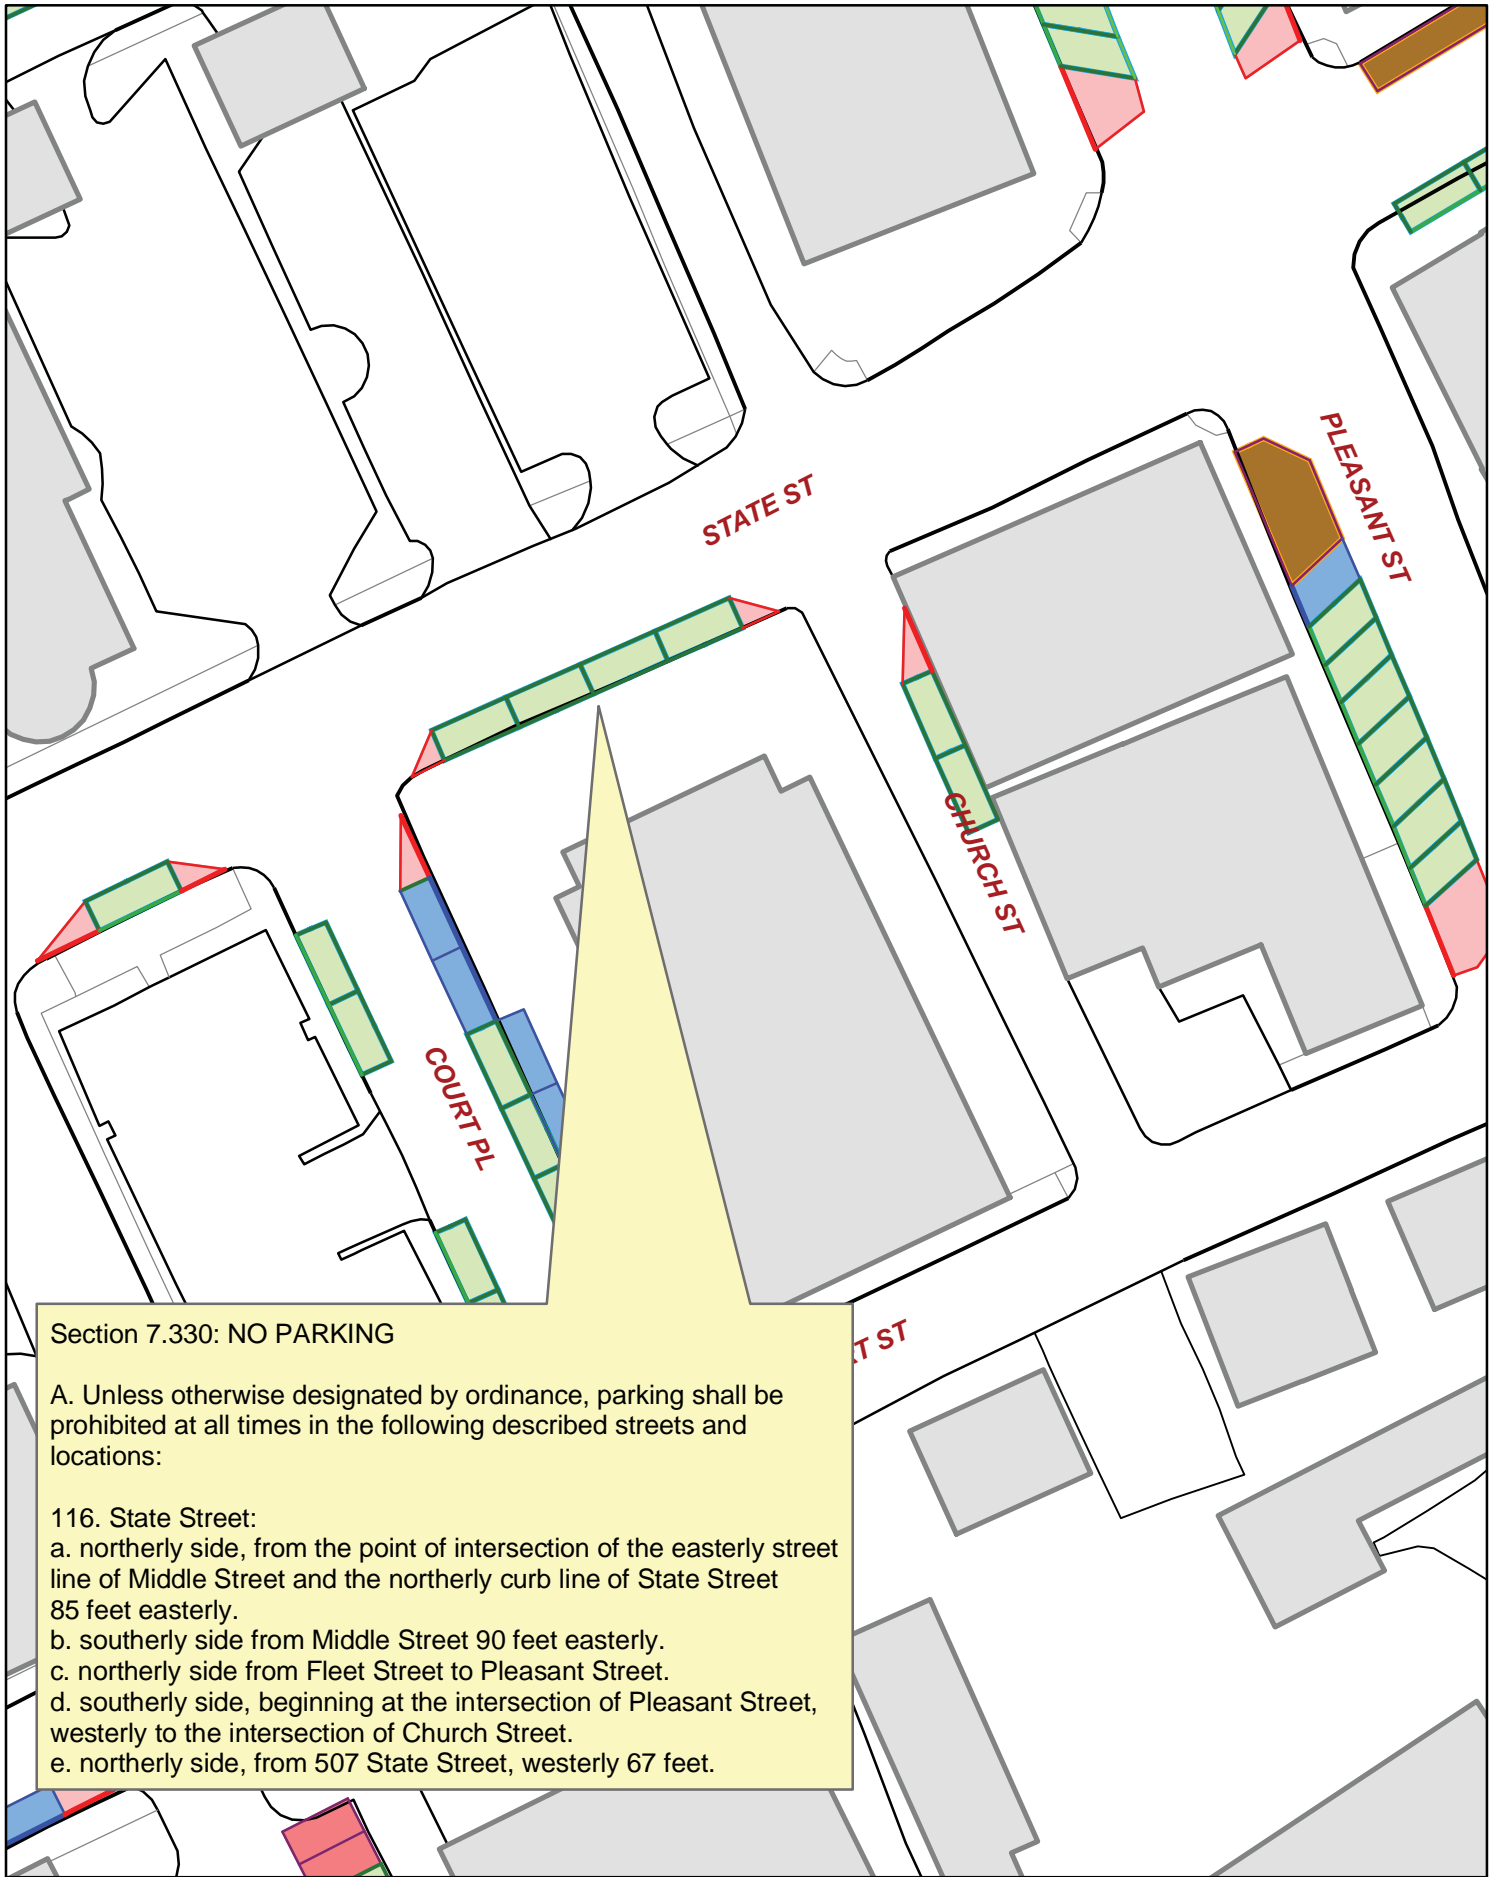 PLEASANT ST
STATE ST
CHURCH ST
COURT PL
ST
Section 7.330: NO PARKING
A. Unless otherwise designated by ordinance, parking shall be
prohibited at all times in the following described streets and
locations:
116. State Street:
a. northerly side, from the point of intersection of the easterly street
line of Middle Street and the northerly curb line of State Street
85 feet easterly.
b. southerly side from Middle Street 90 feet easterly.
c. northerly side from Fleet Street to Pleasant Street.
d. southerly side, beginning at the intersection of Pleasant Street,
westerly to the intersection of Church Street.
e. northerly side, from 507 State Street, westerly 67 feet.